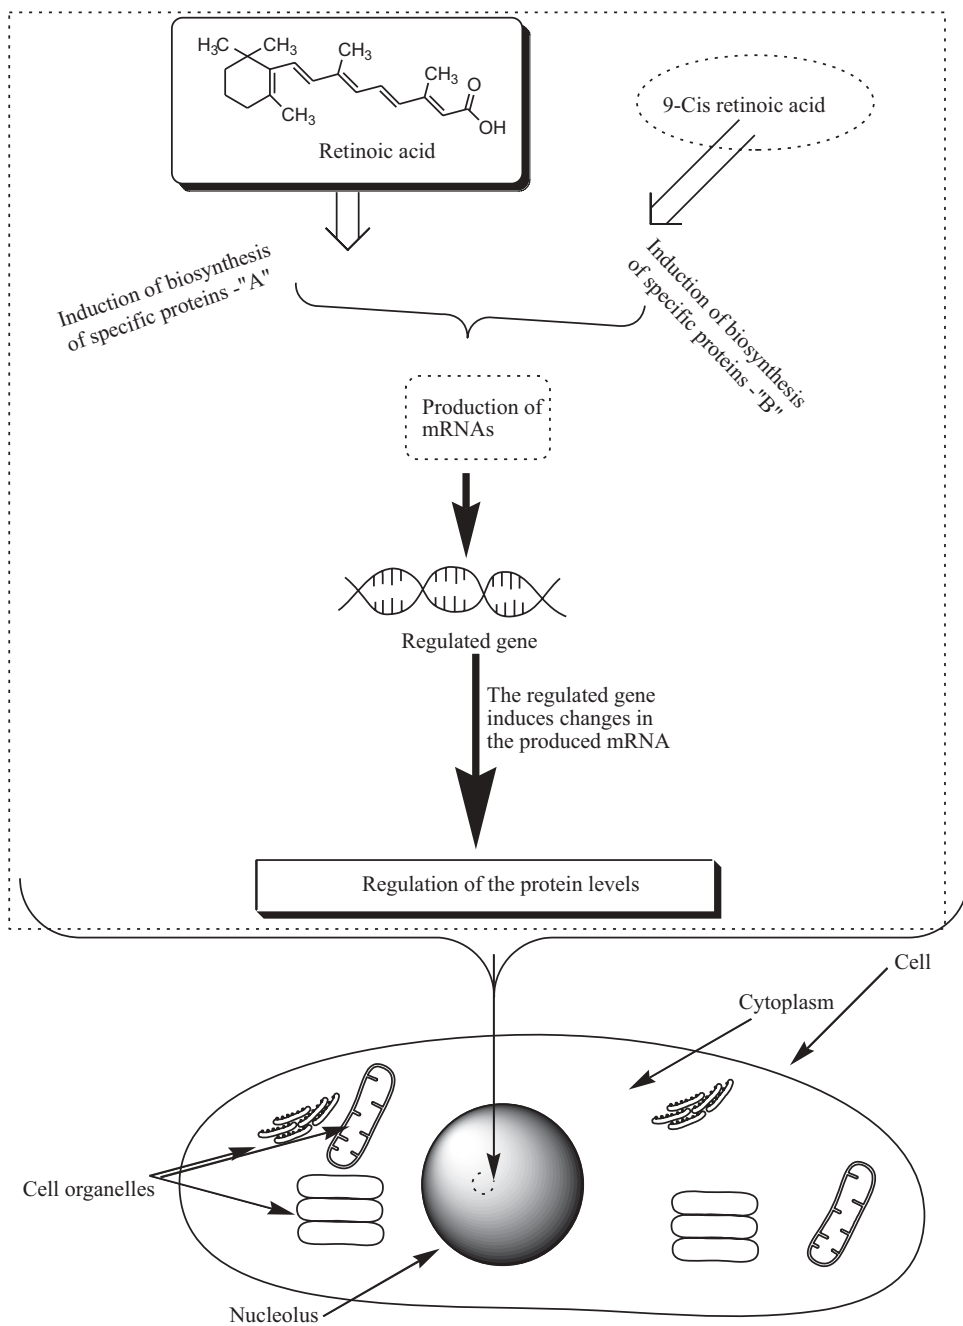 H3C
CH3
CH3
CH3
O
CH3
OH
Retinoic acid
9-Cis retinoic acid
Induction of biosynthesis
of specific proteins -"A"
Induction of biosynthesis
of specific proteins -"B"
Production of
mRNAs
Regulated gene
The regulated gene
induces changes in
the produced mRNA
Regulation of the protein levels
Cell
Cytoplasm
Cell organelles
Nucleolus